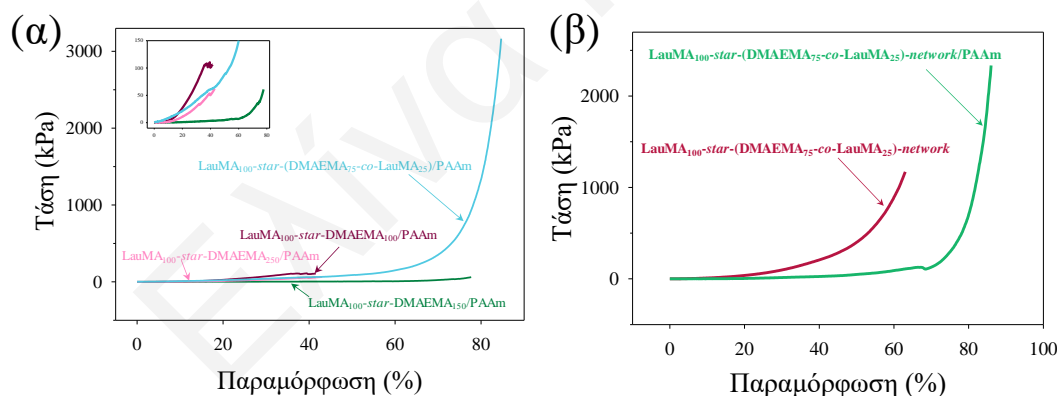 (α)
Τάση (kPa)
3000
2000
1000
0
150
100
50
0
0 20 40 60 80
LauMA₁₀₀-star-(DMAEMA₇₅-co-LauMA₂₅)/PAAm
LauMA₁₀₀-star-DMAEMA₁₀₀/PAAm
LauMA₁₀₀-star-DMAEMA₂₅₀/PAAm
LauMA₁₀₀-star-DMAEMA₁₅₀/PAAm
0 20 40 60 80
Παραμόρφωση (%)
(β)
Τάση (kPa)
2000
1000
0
LauMA₁₀₀-star-(DMAEMA₇₅-co-LauMA₂₅)-network/PAAm
LauMA₁₀₀-star-(DMAEMA₇₅-co-LauMA₂₅)-network
0 20 40 60 80 100
Παραμόρφωση (%)
Ελίνα